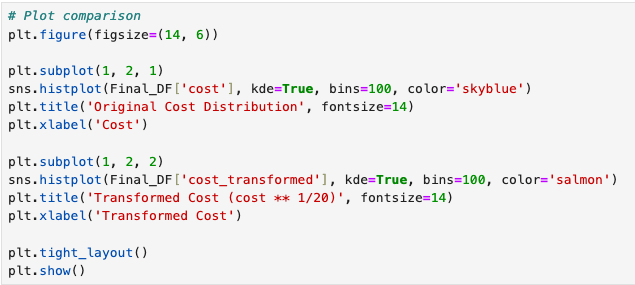 # Plot comparison
plt.figure(figsize=(14, 6))
plt.subplot(1, 2, 1)
sns.histplot(Final_DF['cost'], kde=True, bins=100, color='skyblue')
plt.title('Original Cost Distribution', fontsize=14)
plt.xlabel('Cost')
plt.subplot(1, 2, 2)
sns.histplot(Final_DF['cost_transformed'], kde=True, bins=100, color='salmon')
plt.title('Transformed Cost (cost ** 1/20)', fontsize=14)
plt.xlabel('Transformed Cost')
plt.tight_layout()
plt.show()